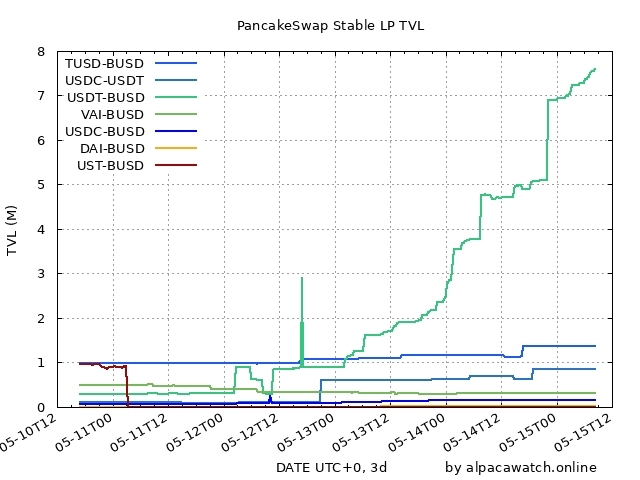 PancakeSwap Stable LP TVL
TVL (M)
8
7
6
5
4
3
2
1
0
TUSD-BUSD
USDC-USDT
USDT-BUSD
VAI-BUSD
USDC-BUSD
DAI-BUSD
UST-BUSD
05-10T12
05-11T00
05-11T12
05-12T00
05-12T12
05-13T00
05-13T12
05-14T00
05-14T12
05-15T00
05-15T12
DATE UTC+0, 3d
by alpacawatch.online